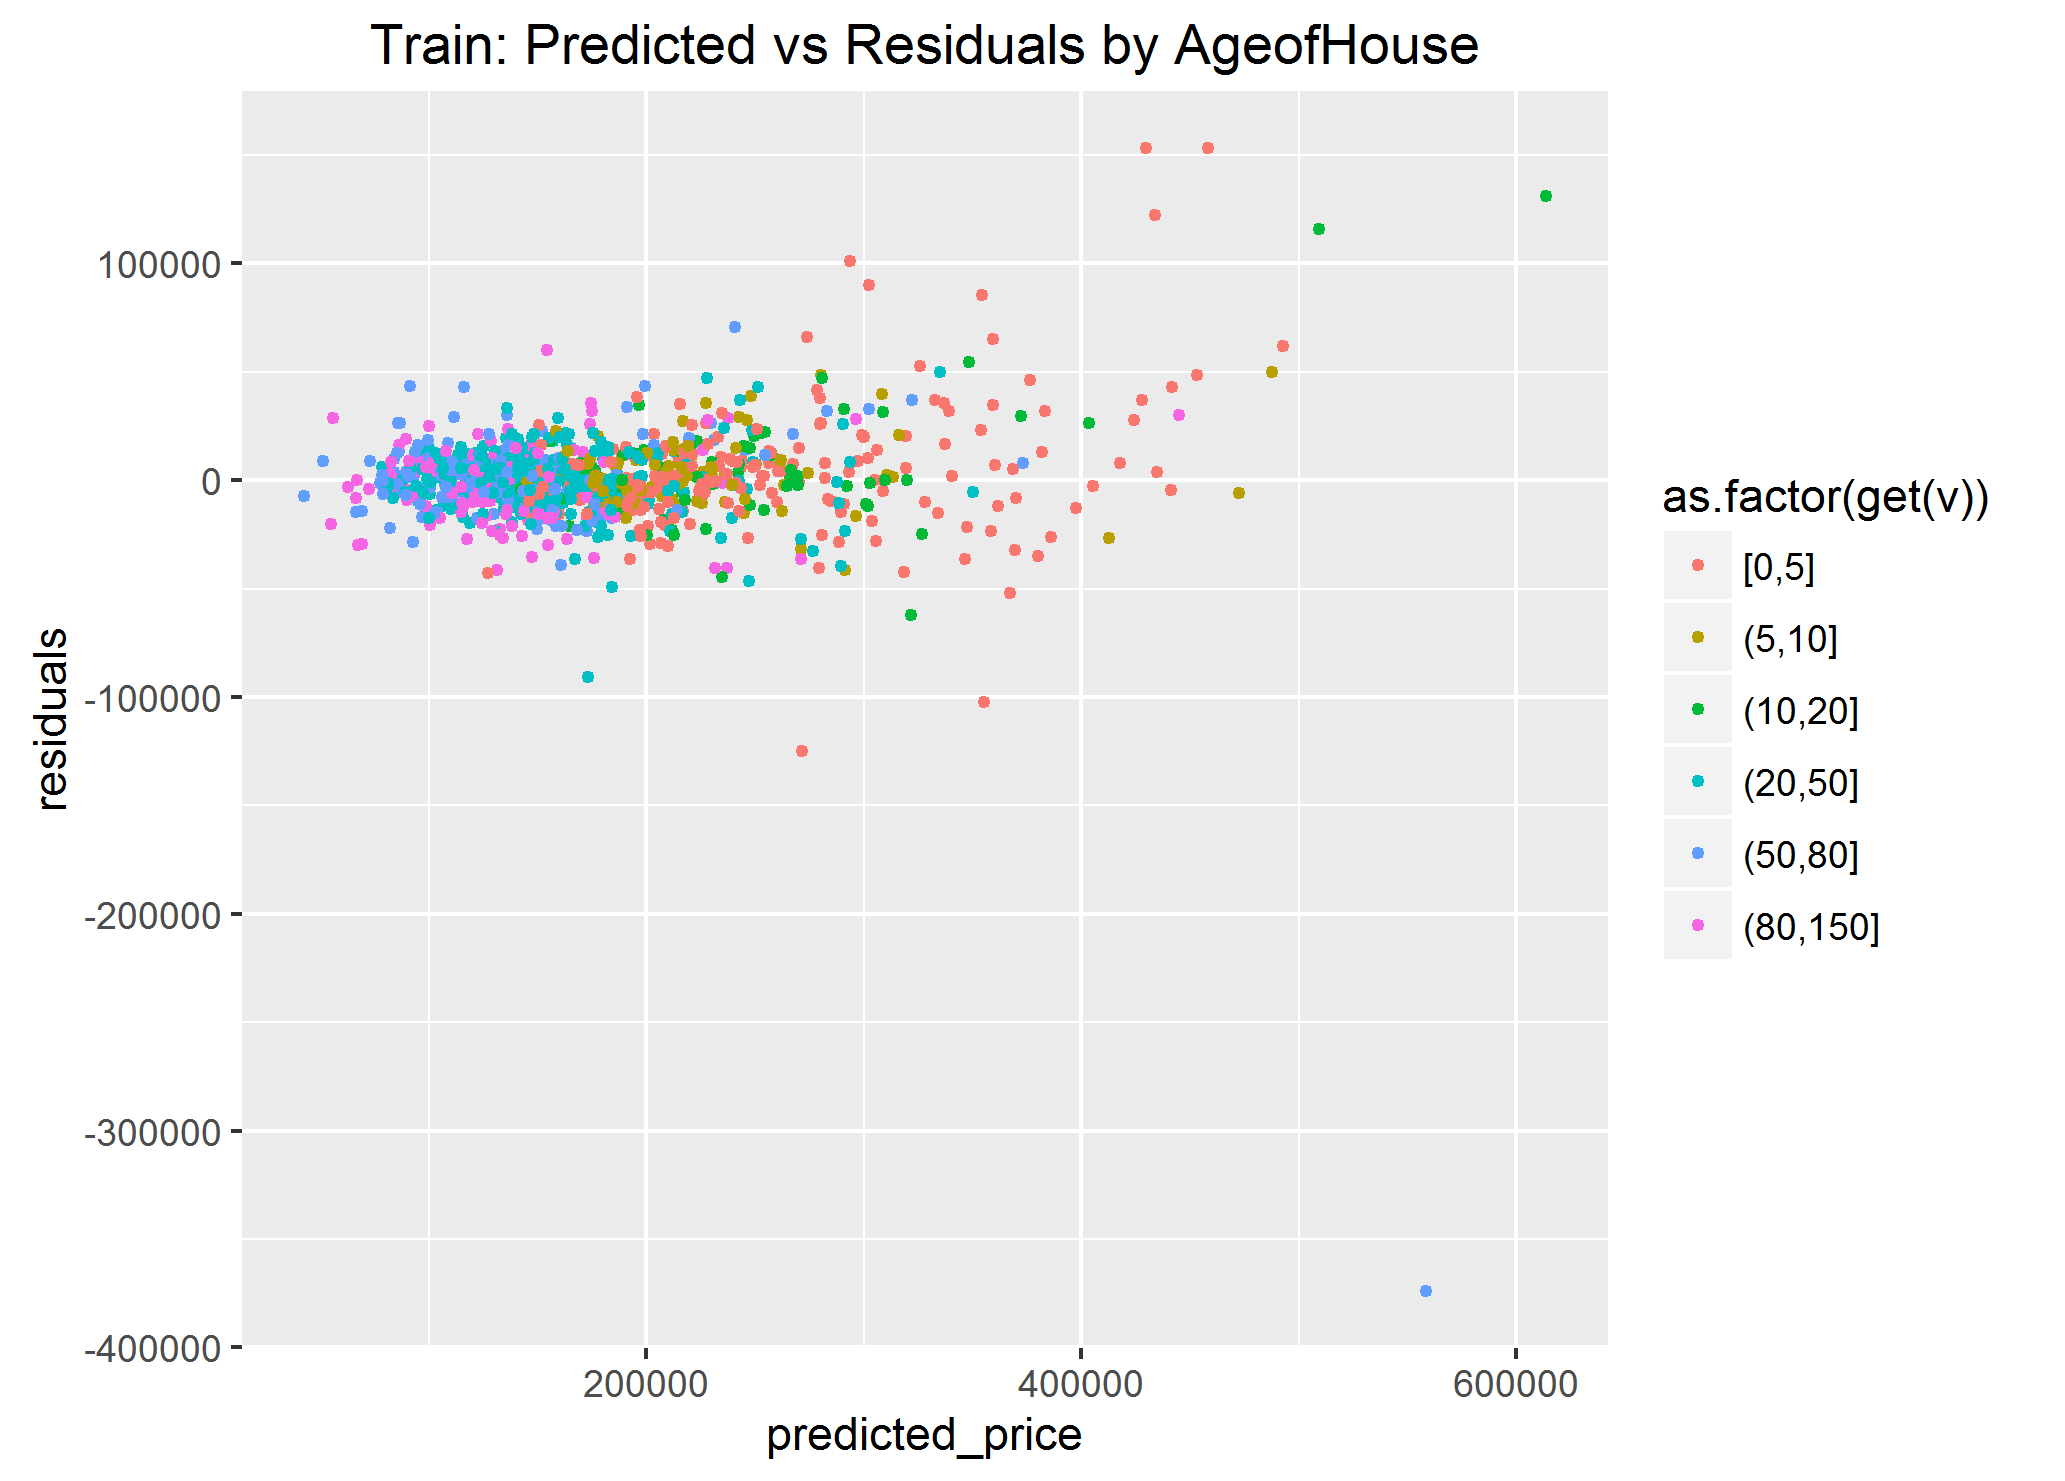 Train: Predicted vs Residuals by AgeofHouse
residuals
100000
0
-100000
-200000
-300000
-400000
200000 400000 600000
predicted_price
as.factor(get(v))
[0,5]
(5,10]
(10,20]
(20,50]
(50,80]
(80,150]